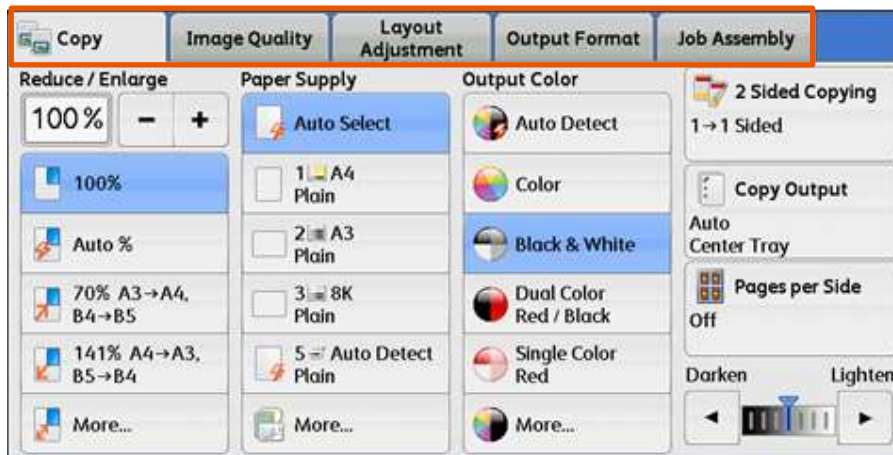 Copy
Image Quality
Layout
Adjustment
Output Format
Job Assembly
Reduce / Enlarge
100%
100%
Auto %
70% A3→A4,
B4→B5
141% A4→A3,
B5→B4
More...
Paper Supply
Auto Select
1 A4
Plain
2 A3
Plain
3 8K
Plain
5 Auto Detect
Plain
More...
Output Color
Auto Detect
Color
Black & White
Dual Color
Red / Black
Single Color
Red
More...
2 Sided Copying
1→1 Sided
Copy Output
Auto
Center Tray
Pages per Side
Off
Darken Lighten